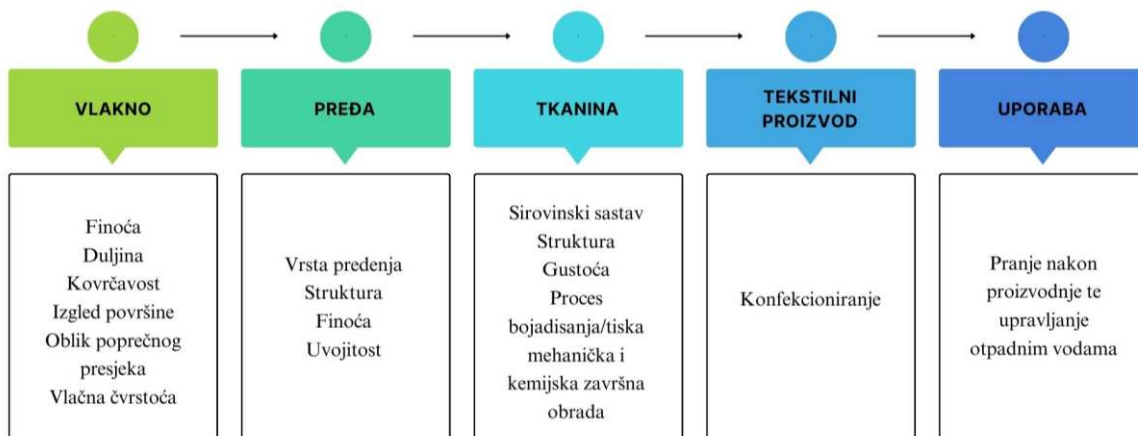 VLAKNO
PREĐA
TKANINA
TEKSTILNI
PROIZVOD
UPORABA
Finoća
Duljina
Kovrčavost
Izgled površine
Oblik poprečnog
presjeka
Vlačna čvrstoća
Vrsta predenja
Struktura
Finoća
Uvojitost
Sirovinski sastav
Struktura
Gustoća
Proces
bojadisanja/tiska
mehanička i
kemijska završna
obrada
Konfekcioniranje
Pranje nakon
proizvodnje te
upravljanje
otpadnim vodama